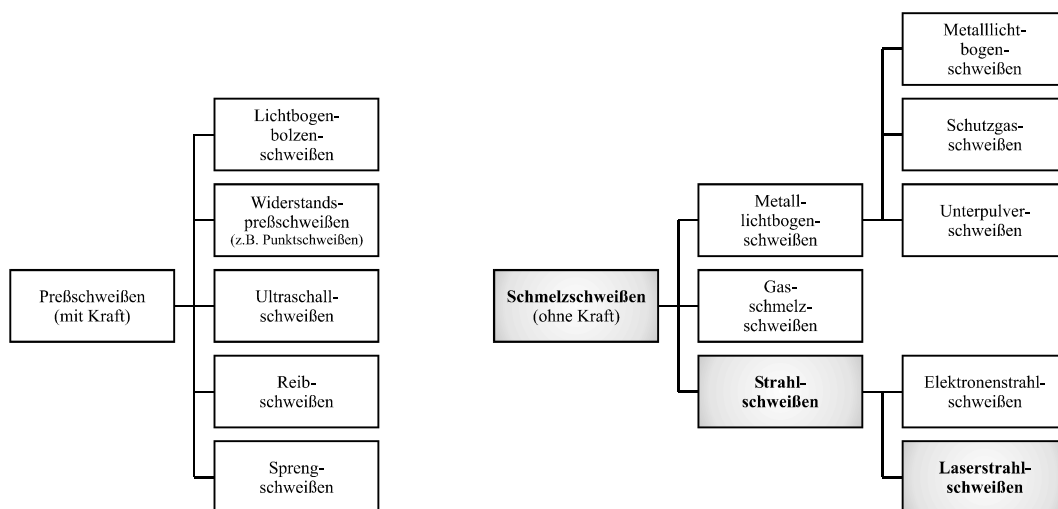 Preßschweißen
(mit Kraft)
Lichtbogen-
bolzen-
schweißen
Widerstands-
preßschweißen
(z.B. Punktschweißen)
Ultraschall-
schweißen
Reib-
schweißen
Spreng-
schweißen
Schmelzschweißen
(ohne Kraft)
Metall-
lichtbogen-
schweißen
Gas-
schmelz-
schweißen
Strahl-
schweißen
Metalllicht-
bogen-
schweißen
Schutzgas-
schweißen
Unterpulver-
schweißen
Elektronenstrahl-
schweißen
Laserstrahl-
schweißen